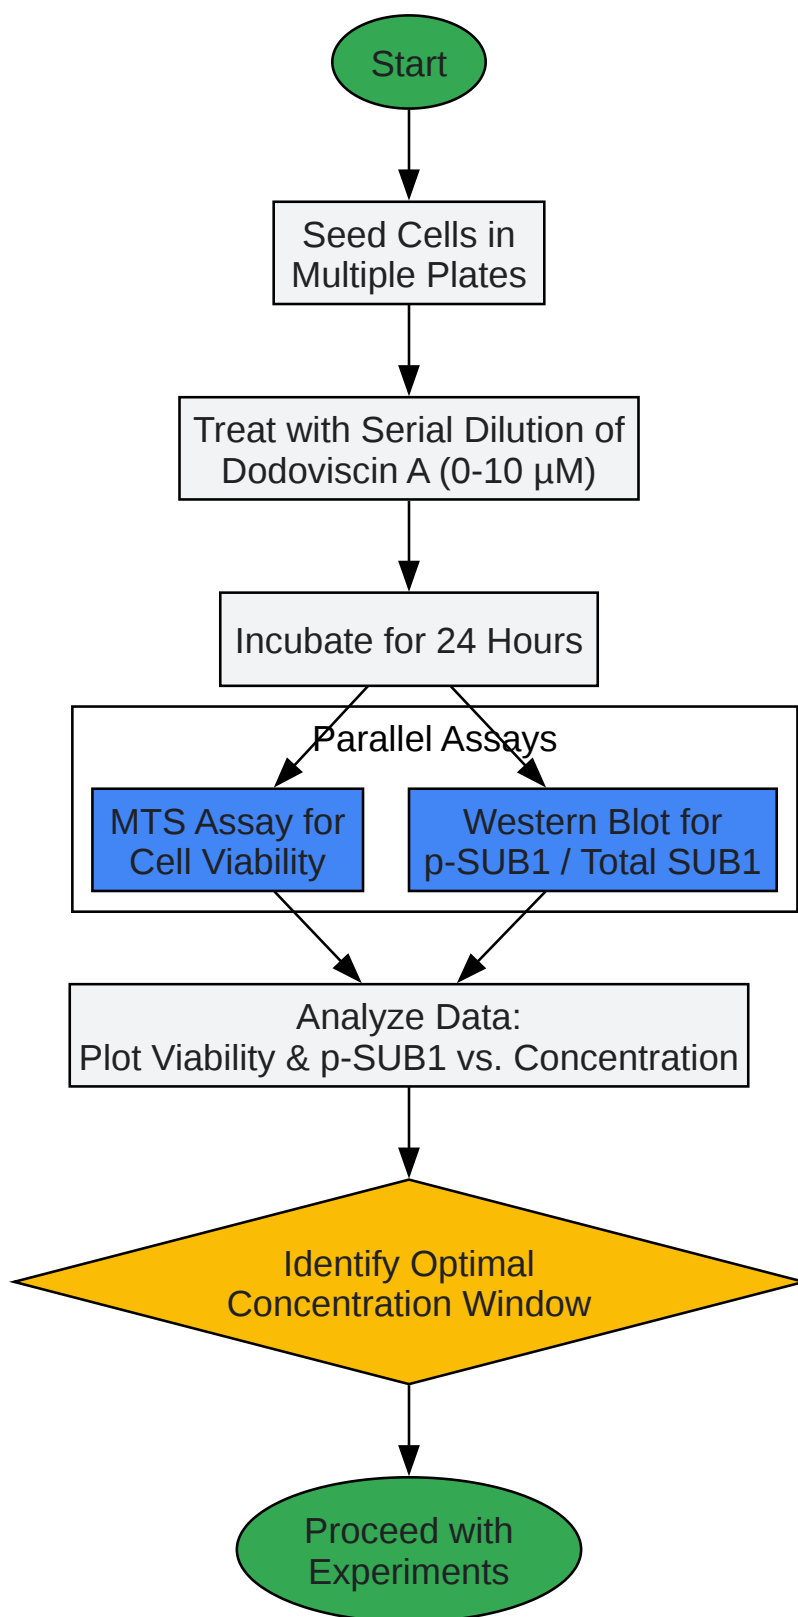 Start
Seed Cells in
Multiple Plates
Treat with Serial Dilution of
Dodoviscin A (0-10 µM)
Incubate for 24 Hours
Parallel Assays
MTS Assay for
Cell Viability
Western Blot for
p-SUB1 / Total SUB1
Analyze Data:
Plot Viability & p-SUB1 vs. Concentration
Identify Optimal
Concentration Window
Proceed with
Experiments